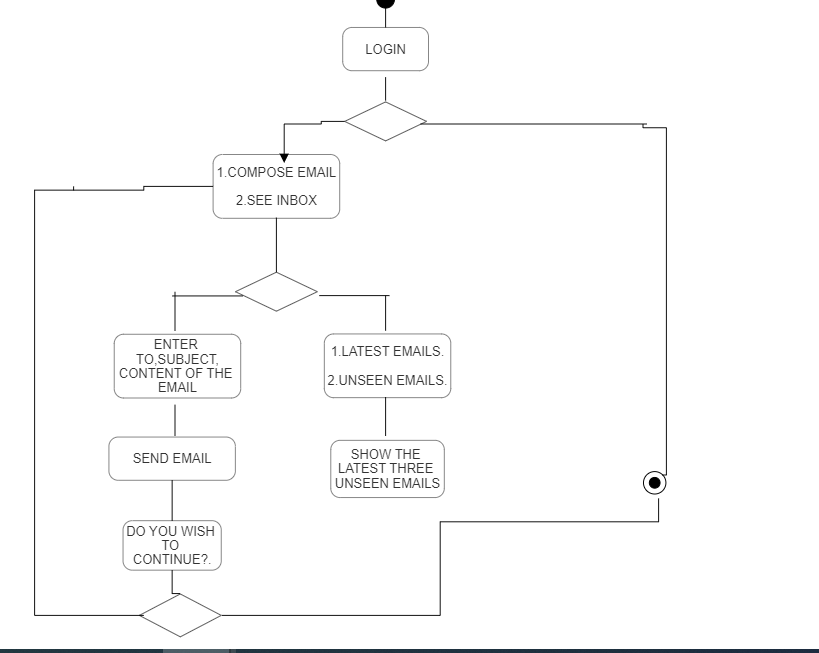 LOGIN
1.COMPOSE EMAIL
2.SEE INBOX
ENTER
TO,SUBJECT,
CONTENT OF THE
EMAIL
1.LATEST EMAILS.
2.UNSEEN EMAILS.
SEND EMAIL
SHOW THE
LATEST THREE
UNSEEN EMAILS
DO YOU WISH
TO
CONTINUE?.